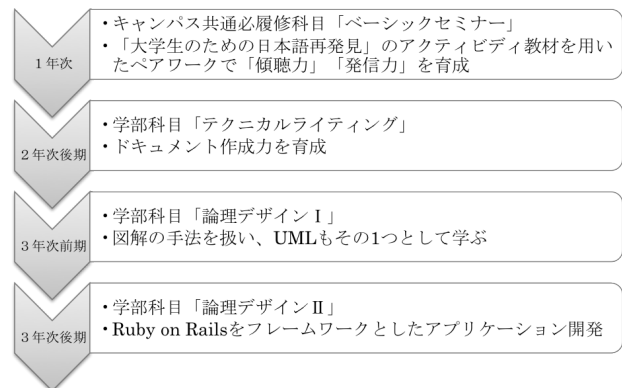 1年次
・キャンパス共通必履修科目「ベーシックセミナー」
・「大学生のための日本語再発見」のアクティビディ教材を用い
たペアワークで「傾聴力」「発信力」を育成
2年次後期
・学部科目「テクニカルライティング」
・ドキュメント作成力を育成
3年次前期
・学部科目「論理デザインⅠ」
・図解の手法を扱い、UMLもその1つとして学ぶ
3年次後期
・学部科目「論理デザインⅡ」
・Ruby on Railsをフレームワークとしたアプリケーション開発